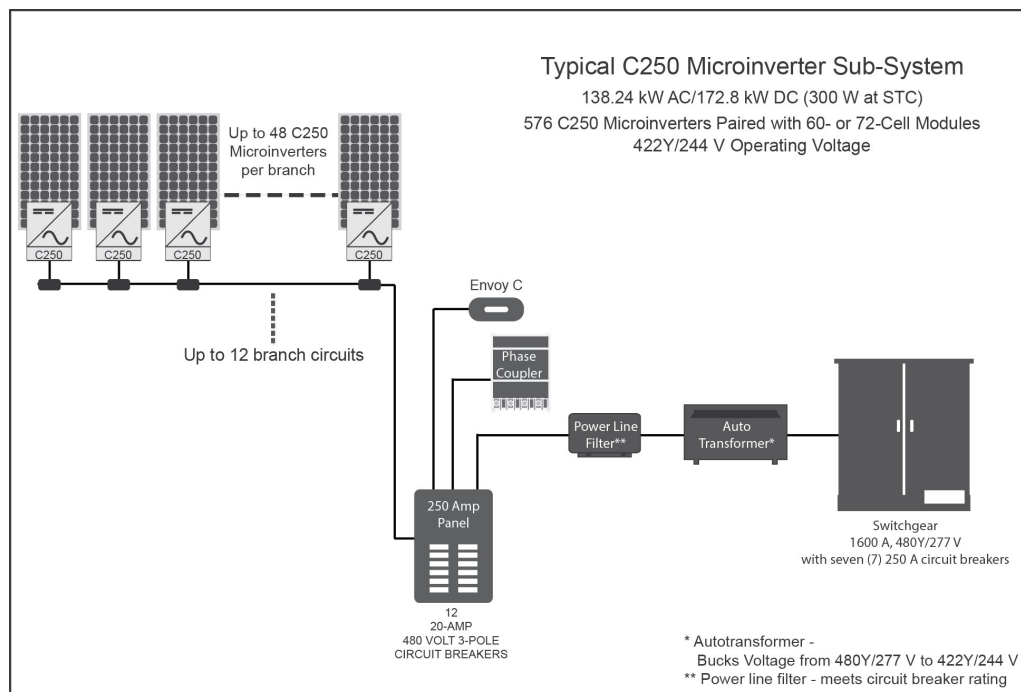 Typical C250 Microinverter Sub-System
138.24 kW AC/172.8 kW DC (300 W at STC)
576 C250 Microinverters Paired with 60- or 72-Cell Modules
422Y/244 V Operating Voltage
Up to 48 C250
Microinverters
per branch
C250
C250
C250
C250
Up to 12 branch circuits
Envoy C
Phase
Coupler
Power Line
Filter**
Auto
Transformer*
250 Amp
Panel
12
20-AMP
480 VOLT 3-POLE
CIRCUIT BREAKERS
Switchgear
1600 A, 480Y/277 V
with seven (7) 250 A circuit breakers
* Autotransformer -
Bucks Voltage from 480Y/277 V to 422Y/244 V
** Power line filter - meets circuit breaker rating